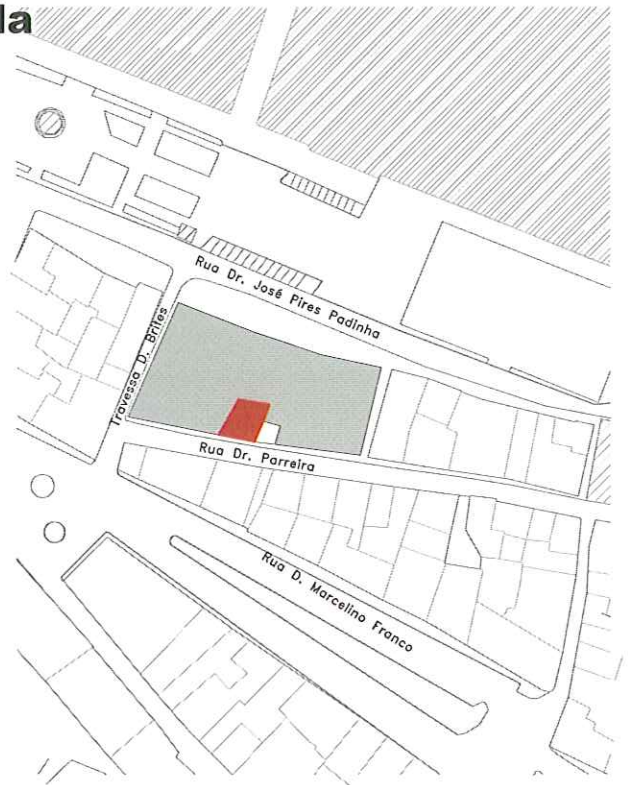 la
Rua Dr. José Pires Padinha
Travessa D. Brites
Rua Dr. Parreira
Rua D. Marcelino Franco